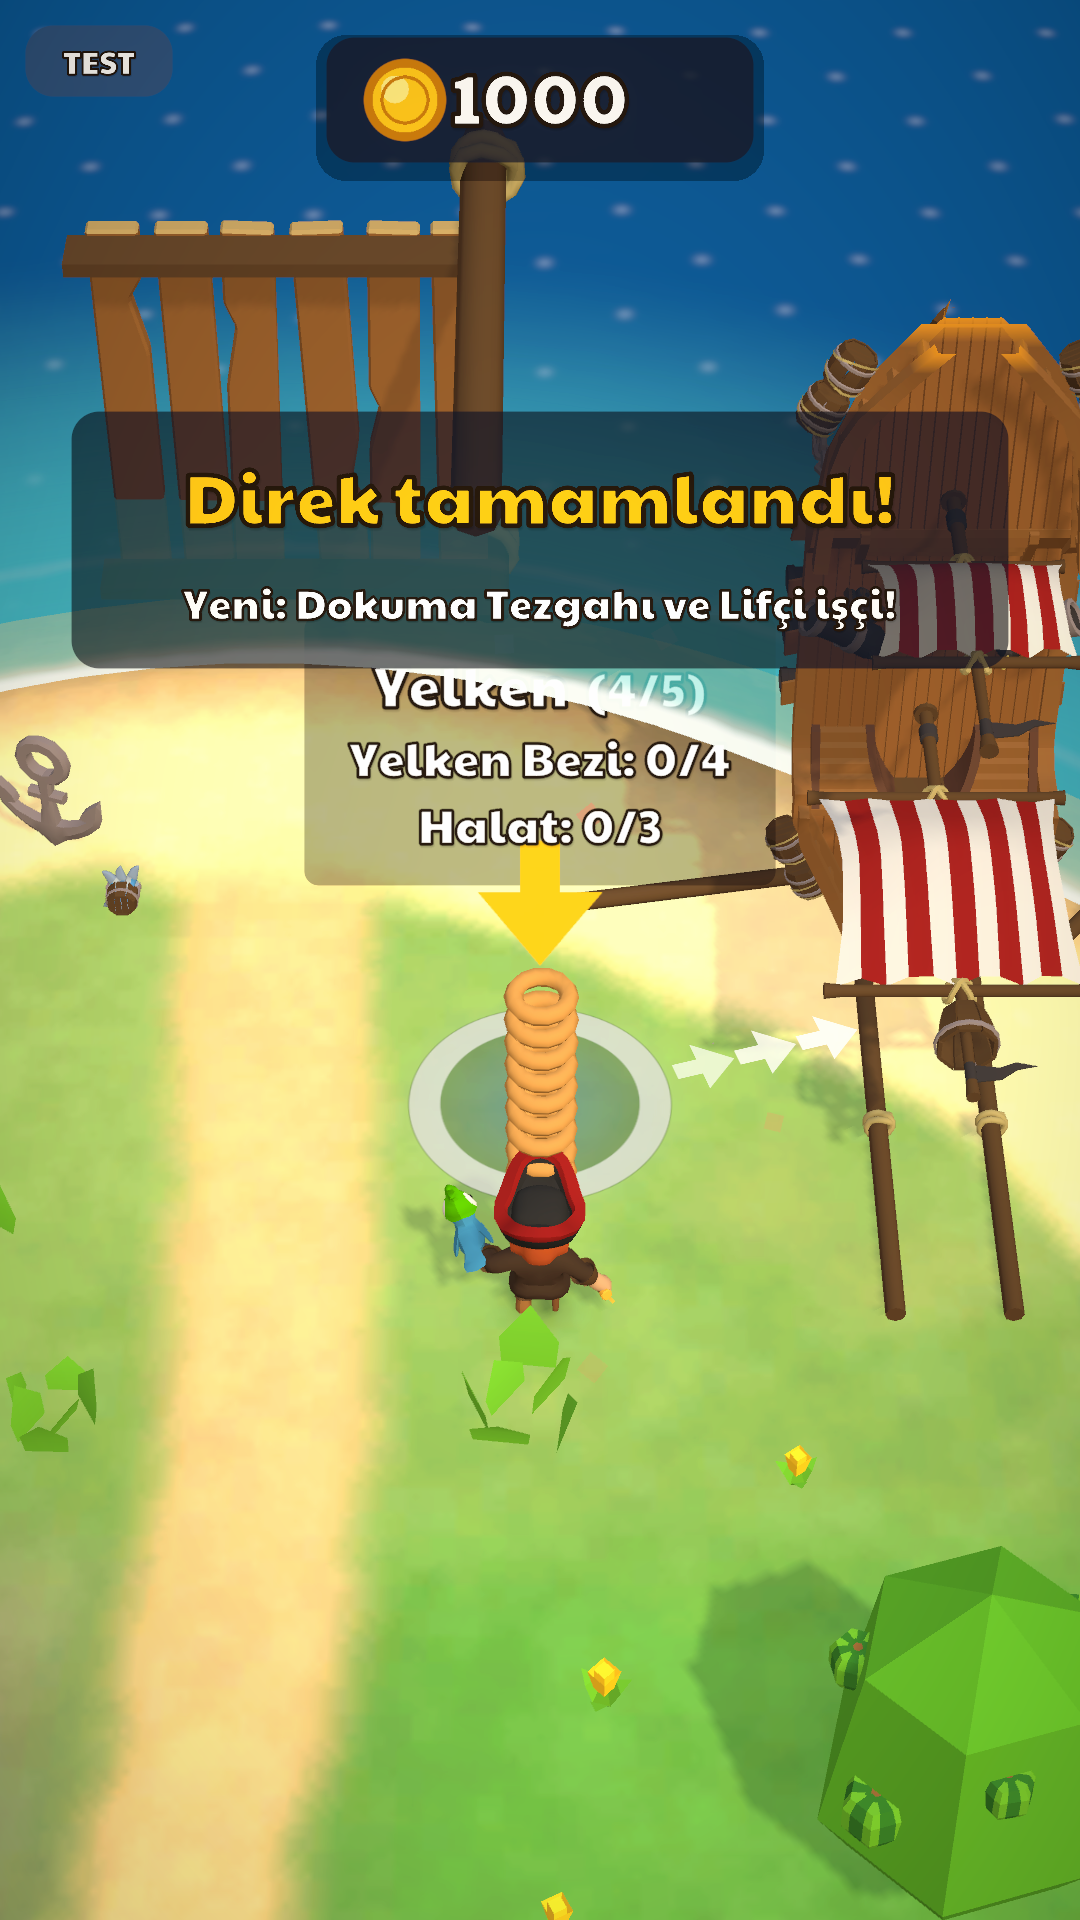 TEST
1000
Direk tamamlandı!
Yeni: Dokuma Tezgahı ve Lifçi işçi!
Yelken (4/5)
Yelken Bezi: 0/4
Halat: 0/3